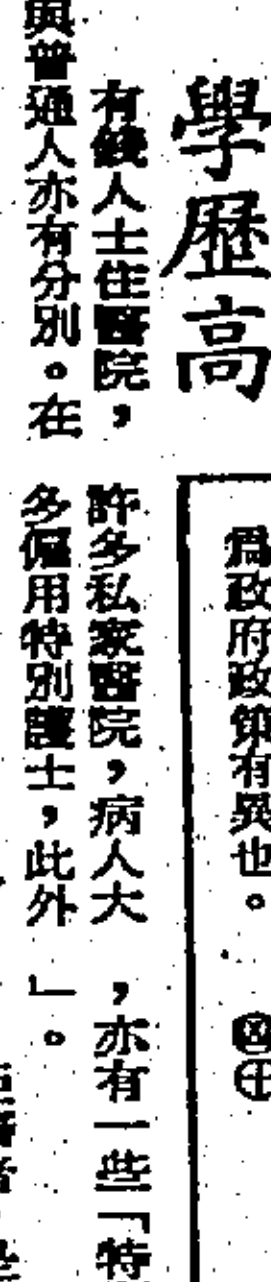 學歷高
爲政府政策有異也。
有錢人士住醫院，
與普通人亦有分別。在
許多私家醫院，病人大
多僱用特別護士，此外
，亦有一些「特
」。